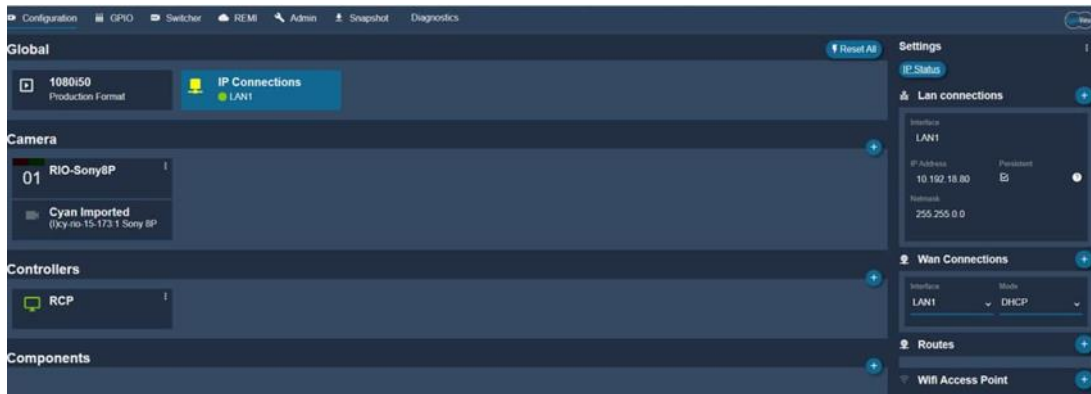 Configuration GPIO Switcher REMI Admin Snapshot Diagnostics
Global
Reset All
1080i50
Production Format
IP Connections
LAN1
Camera
01 RIO-Sony8P
Cyan Imported
(I)cy-no-15-173:1 Sony 8P
Controllers
RCP
Components
Settings
IP Status
Lan connections
Interface
LAN1
IP Address Persistent
10.192.18.80
Netmask
255.255.0.0
Wan Connections
Interface Mode
LAN1 DHCP
Routes
Wifi Access Point